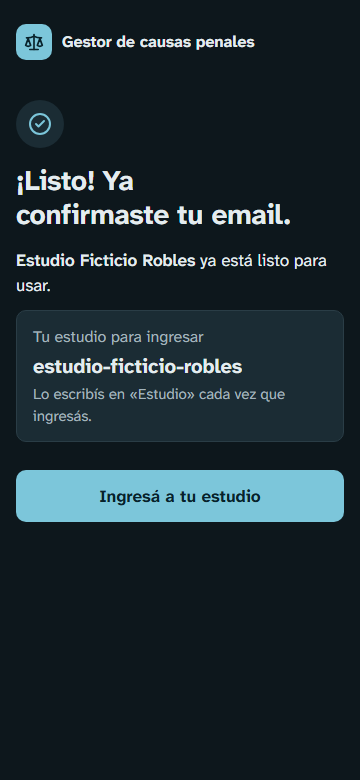 Gestor de causas penales
¡Listo! Ya
confirmaste tu email.
Estudio Ficticio Robles ya está listo para
usar.
Tu estudio para ingresar
estudio-ficticio-robles
Lo escribís en «Estudio» cada vez que
ingresás.
Ingresá a tu estudio